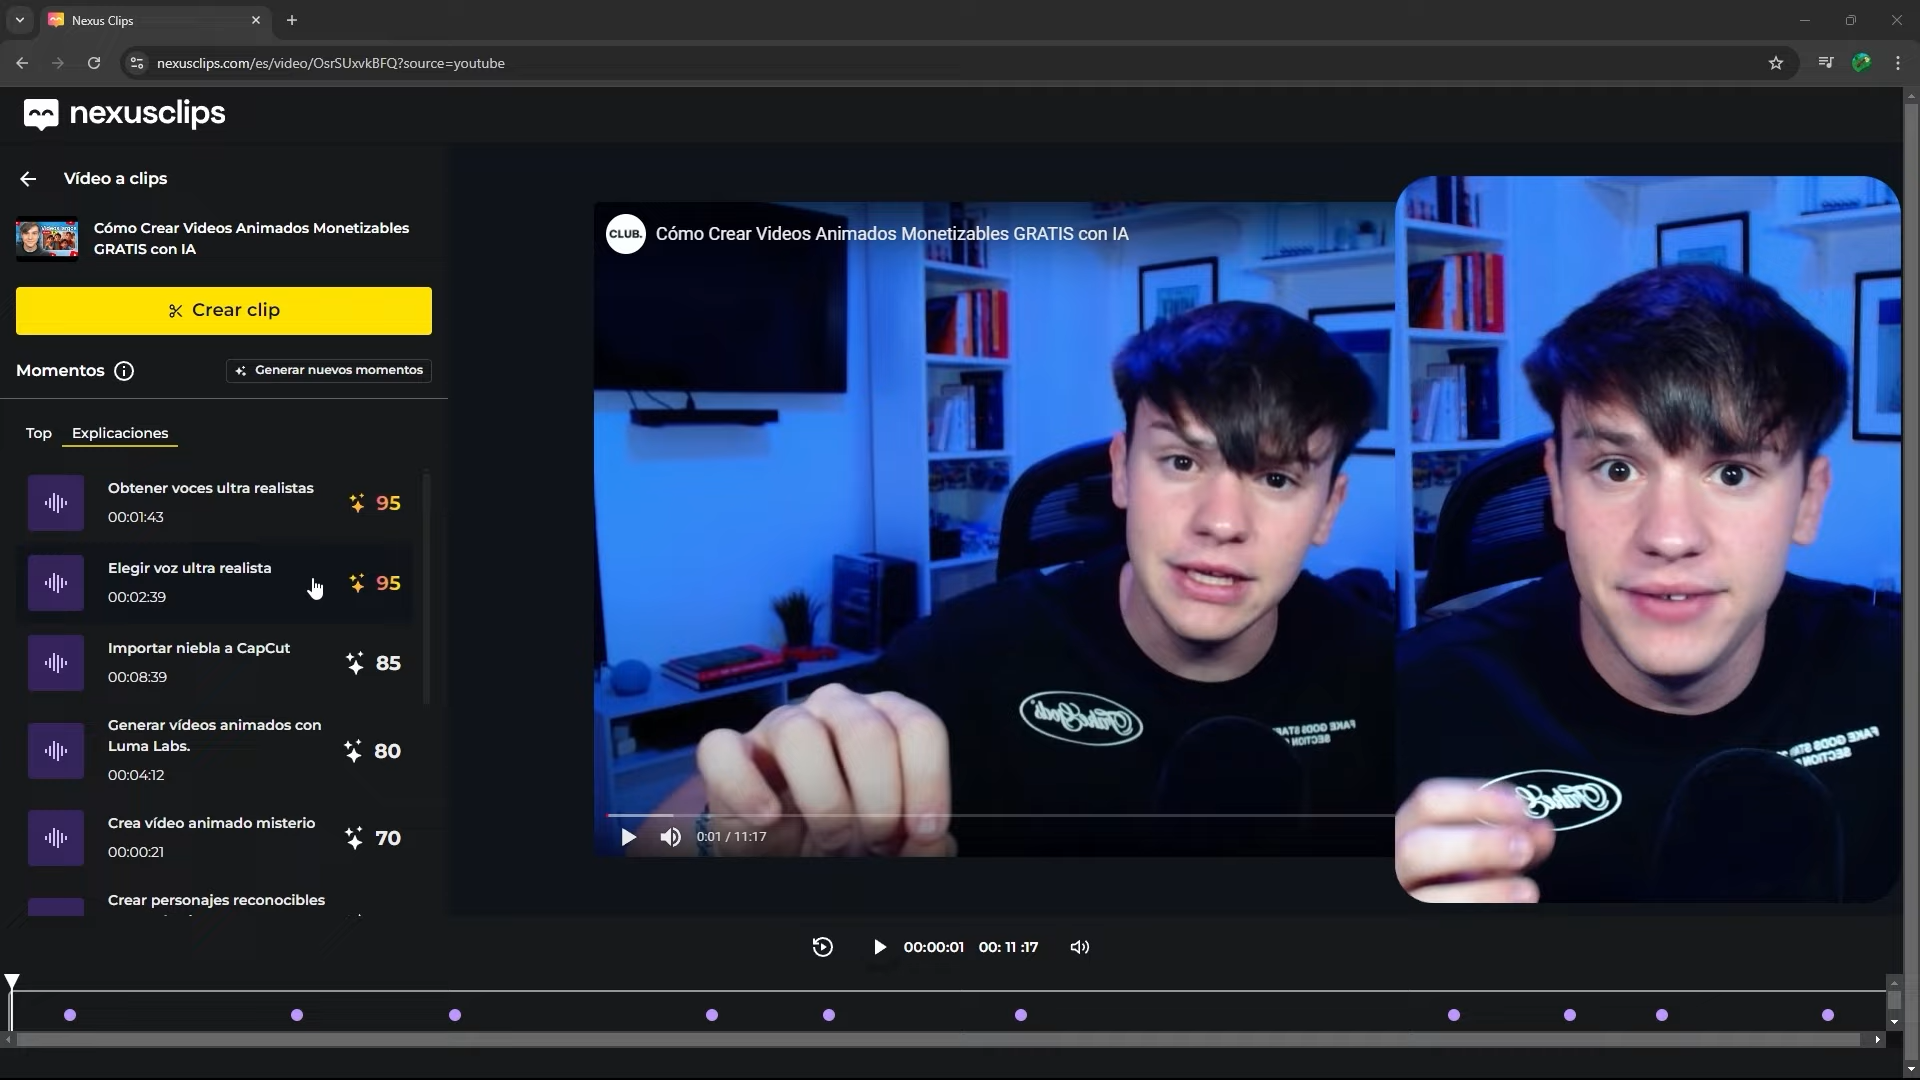 Nexus Clips
nexusclips.com/es/video/OsrSUxvkBFQ?source=youtube
nexusclips
Vídeo a clips
Cómo Crear Videos Animados Monetizables
GRATIS con IA
Crear clip
Momentos
Generar nuevos momentos
Top
Explicaciones
Obtener voces ultra realistas
00:01:43
95
Elegir voz ultra realista
00:02:39
95
Importar niebla a CapCut
00:08:39
85
Generar vídeos animados con
Luma Labs.
00:04:12
80
Crea vídeo animado misterio
00:00:21
70
Crear personajes reconocibles
CLUB.
Cómo Crear Videos Animados Monetizables GRATIS con IA
0:01 / 11:17
00:00:01 00: 11 :17